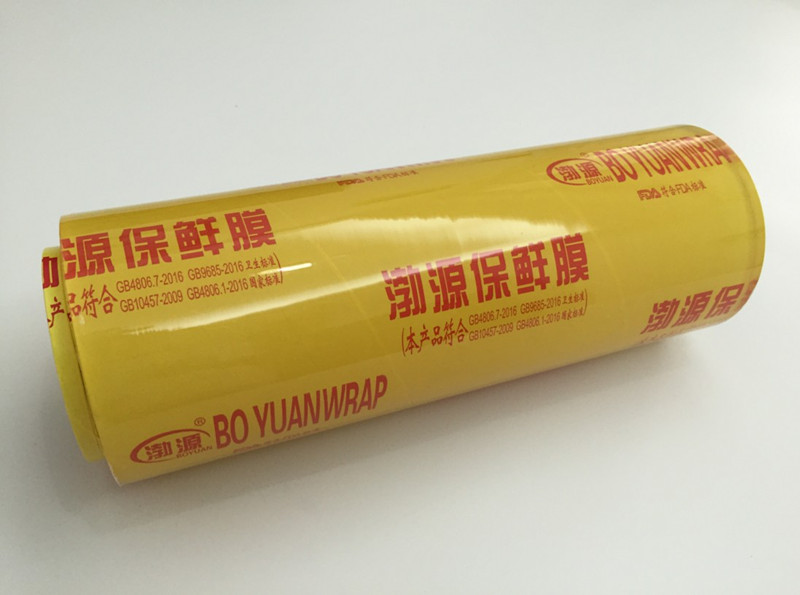 渤源
BOYUAN
BO YUANWRAP
FDA 符合FDA标准
源保鲜膜
本产品符合
GB4806.7-2016 GB9685-2016 卫生标准)
GB10457-2009 GB4806.1-2016 国家标准)
渤源保鲜膜
(本产品符合
GB4806.7-2016 GB9685-2016 卫生标准)
GB10457-2009 GB4806.1-2016 国家标准)
渤源保
渤源®
BOYUAN
BO YUANWRAP